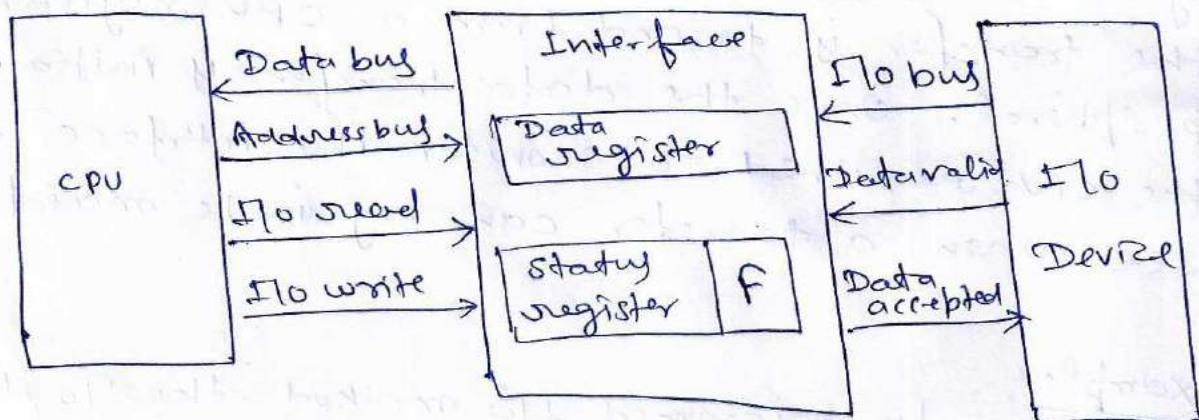 CPU
Data bus
Address bus
I/O read
I/O write
Interface
Data
register
Status
register
F
I/O bus
Data valid
Data
accepted
I/O
Device